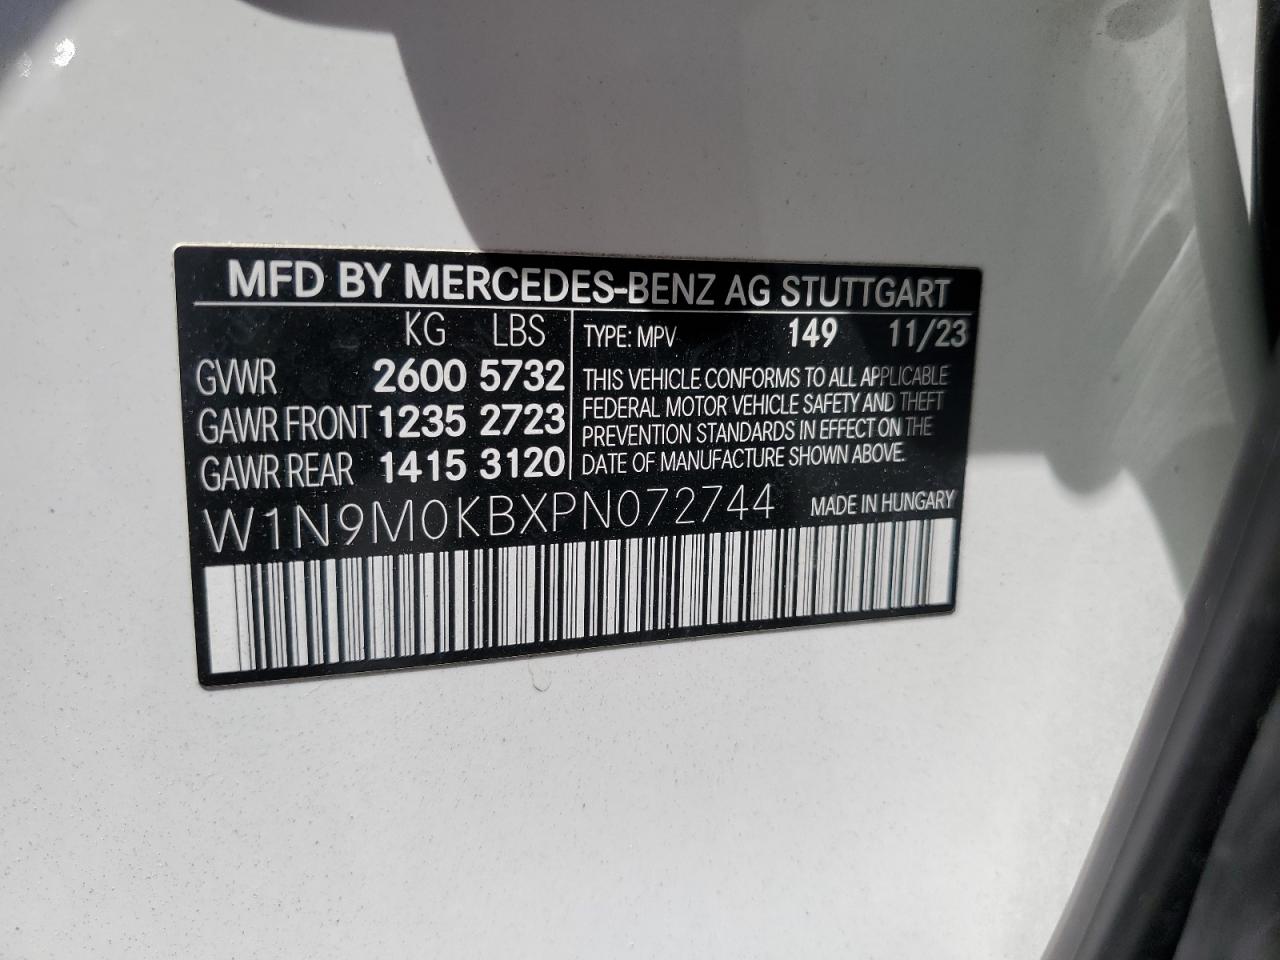 MFD BY MERCEDES-BENZ AG STUTTGART
KG LBS
GVWR 2600 5732
GAWR FRONT 1235 2723
GAWR REAR 1415 3120
TYPE: MPV 149 11/23
THIS VEHICLE CONFORMS TO ALL APPLICABLE
FEDERAL MOTOR VEHICLE SAFETY AND THEFT
PREVENTION STANDARDS IN EFFECT ON THE
DATE OF MANUFACTURE SHOWN ABOVE.
W1N9M0KBXPN072744 MADE IN HUNGARY